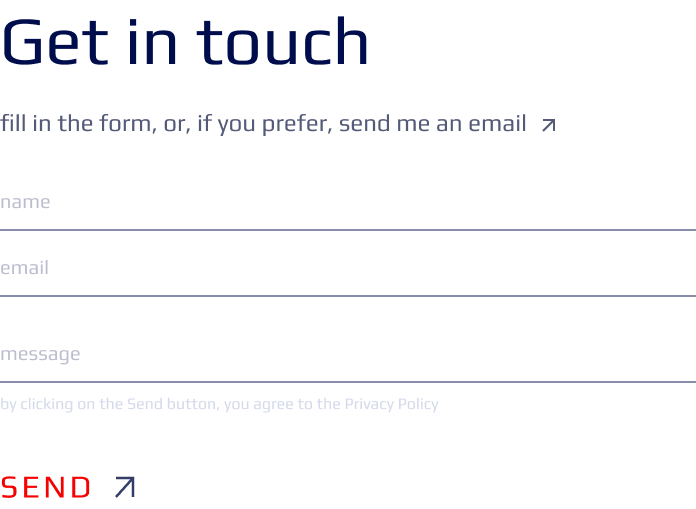 Get in touch
fill in the form, or, if you prefer, send me an email
name
email
message
by clicking on the Send button, you agree to the Privacy Policy
SEND